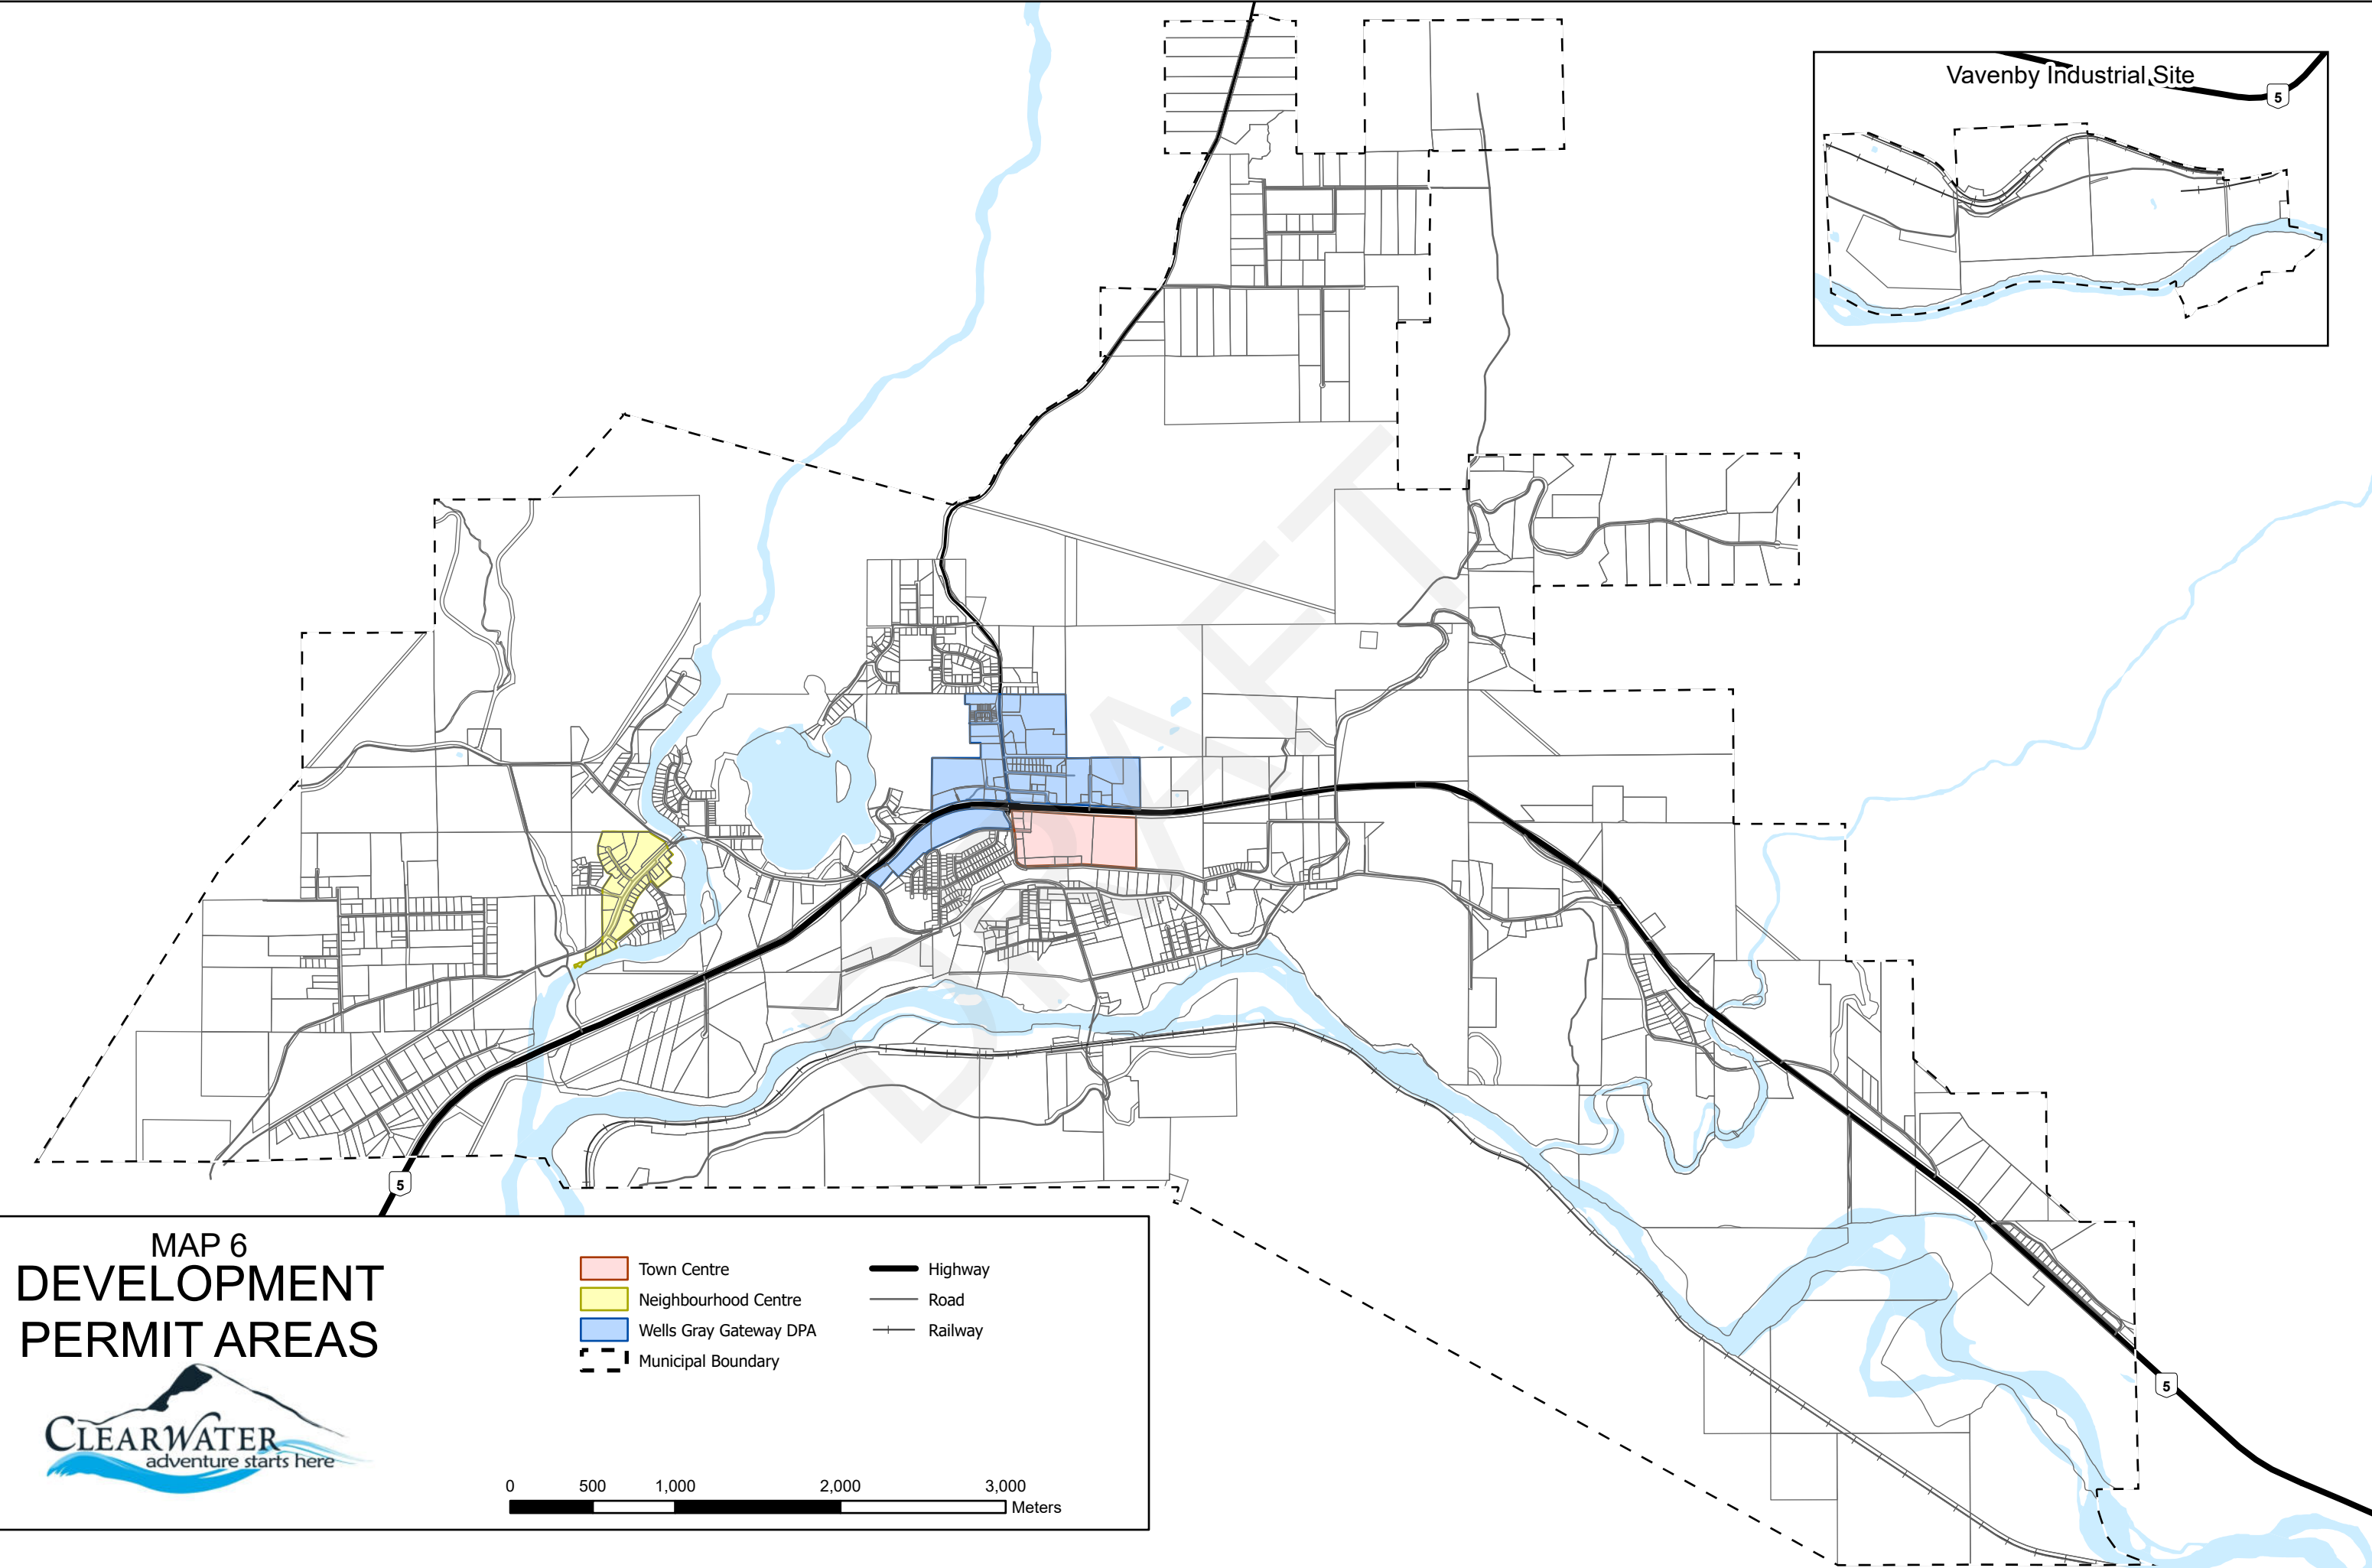 Vavenby Industrial Site
5
DRAFT
5
5
MAP 6
DEVELOPMENT
PERMIT AREAS
CLEARWATER
adventure starts here
Town Centre
Neighbourhood Centre
Wells Gray Gateway DPA
Municipal Boundary
Highway
Road
Railway
0 500 1,000 2,000 3,000
Meters